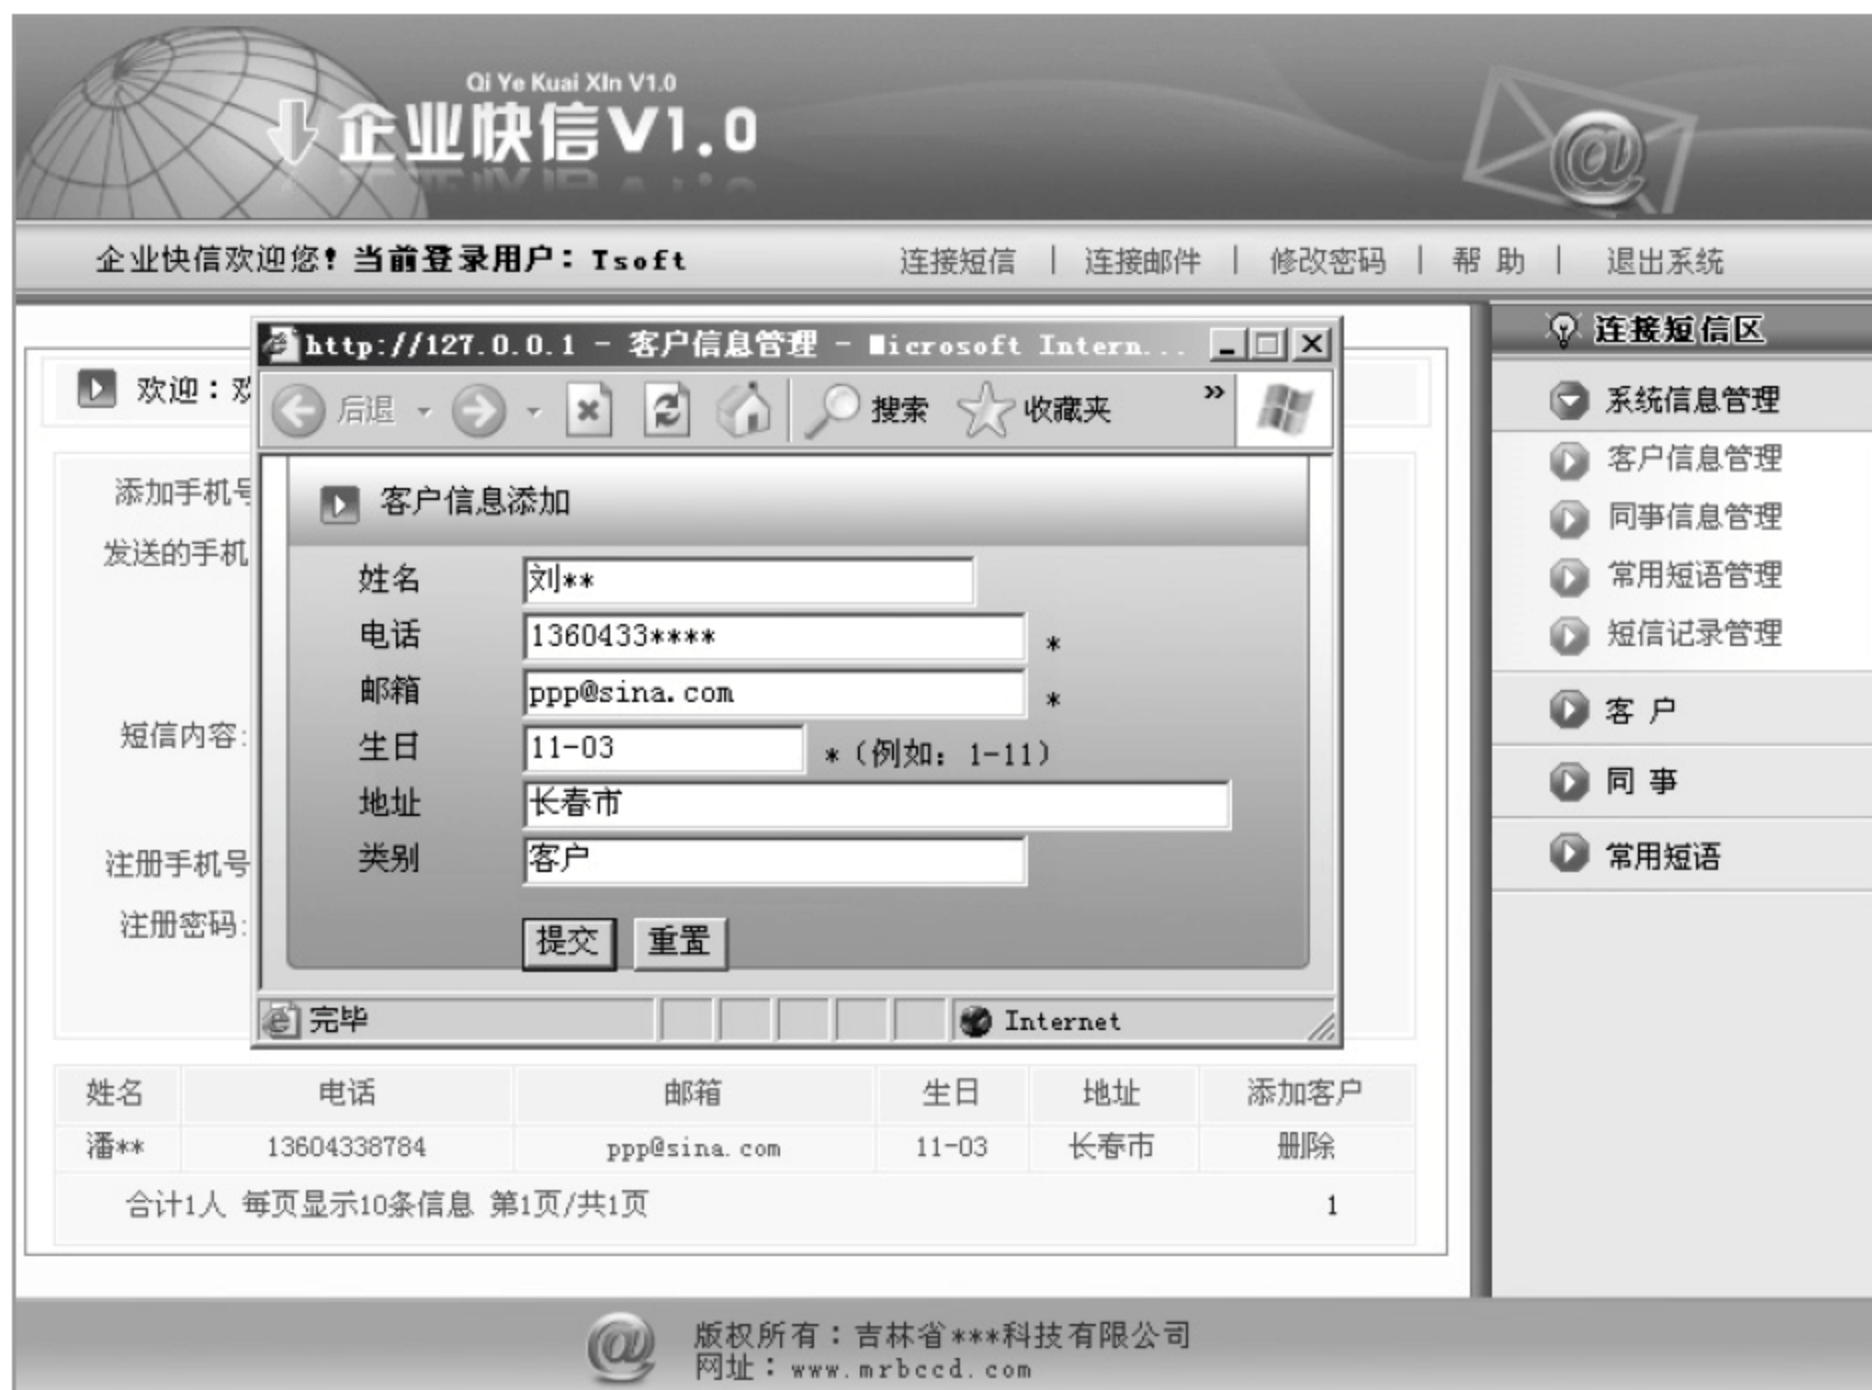 Qi Ye Kuai XIn V1.0
企业快信V1.0
企业快信欢迎您! 当前登录用户: Tsoft 连接短信 | 连接邮件 | 修改密码 | 帮 助 | 退出系统
http://127.0.0.1 - 客户信息管理 - Microsoft Intern...
后退 搜索 收藏夹 »
欢迎:欢
添加手机号
发送的手机
短信内容:
注册手机号
注册密码:
客户信息添加
姓名 刘**
电话 1360433**** *
邮箱 ppp@sina.com *
生日 11-03 *(例如: 1-11)
地址 长春市
类别 客户
提交 重置
完毕 Internet
姓名 电话 邮箱 生日 地址 添加客户
潘** 13604338784 ppp@sina.com 11-03 长春市 删除
合计1人 每页显示10条信息 第1页/共1页 1
连接短信区
系统信息管理
客户信息管理
同事信息管理
常用短语管理
短信记录管理
客 户
同 事
常用短语
版权所有:吉林省***科技有限公司
网址:www.mrbccd.com